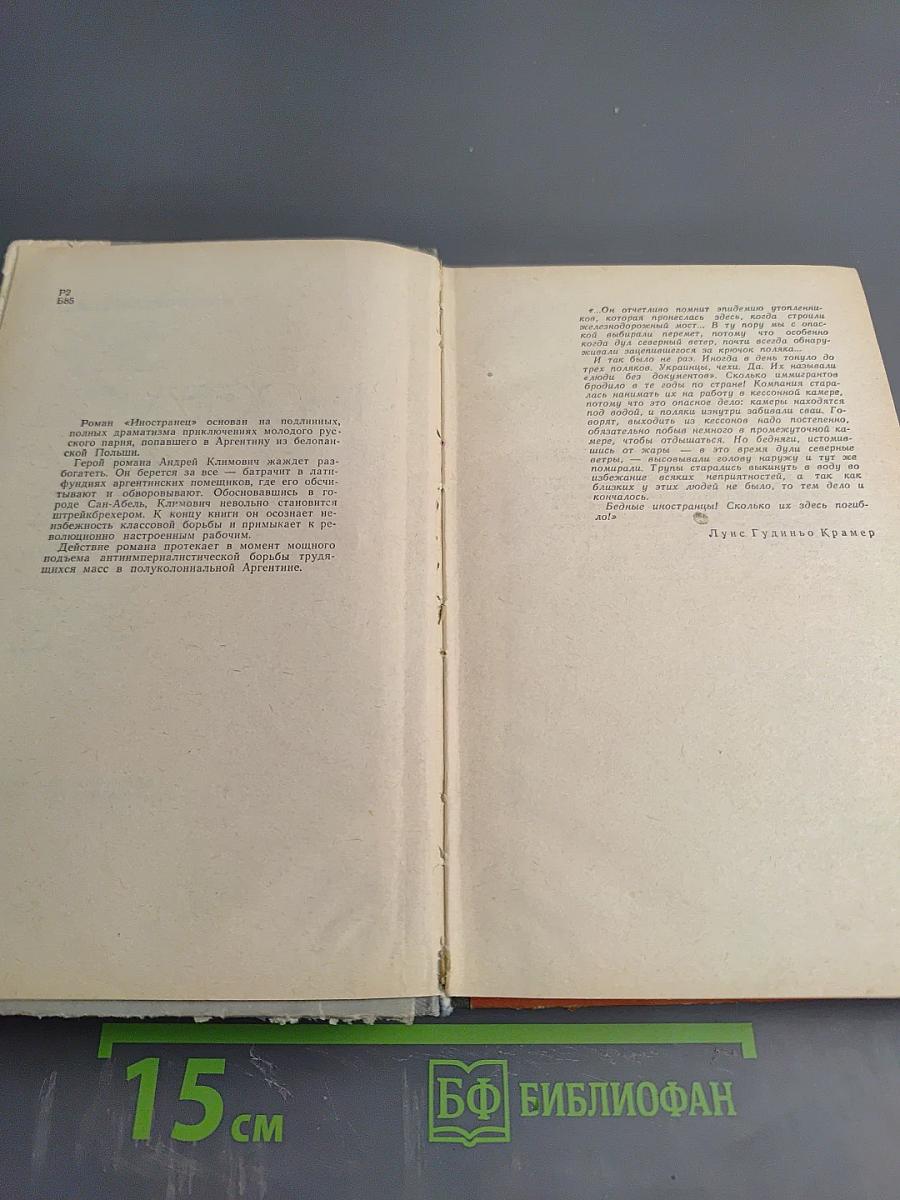 Р2
Б85
Роман «Иностранец» основан на подлинных,
полных драматизма приключениях молодого рус-
ского парня, попавшего в Аргентину из белопан-
ской Польши.
Герой романа Андрей Климович жаждет раз-
богатеть. Он берется за все — батрачит в лати-
фундиях аргентинских помещиков, где его обсчи-
тывают и обворовывают. Обосновавшись в го-
роде Сан-Абель, Климович невольно становится
штрейкбрехером. К концу книги он осознает не-
избежность классовой борьбы и примыкает к ре-
волюционно настроенным рабочим.
Действие романа протекает в момент мощного
подъема антиимпериалистической борьбы трудя-
щихся масс в полуколониальной Аргентине.
«...Он отчетливо помнит эпидемию утопленни-
ков, которая пронеслась здесь, когда строили
железнодорожный мост... В ту пору мы с опас-
кой выбирали перемет, потому что особенно
когда дул северный ветер, почти всегда обнару-
живали зацепившегося за крючок поляка...
И так было не раз. Иногда в день тонуло до
трех поляков. Украинцы, чехи. Да. Их называли
«люди без документов». Сколько иммигрантов
бродило в те годы по стране! Компания стара-
лась нанимать их на работу в кессонной камере,
потому что это опасное дело: камеры находятся
под водой, и поляки изнутри забивали сваи. Го-
ворят, выходить из кессонов надо постепенно,
обязательно побыв немного в промежуточной ка-
мере, чтобы отдышаться. Но бедняги, истомив-
шись от жары — в это время дули северные
ветры, — высовывали голову наружу и тут же
помирали. Трупы старались выкинуть в воду во
избежание всяких неприятностей, а так как
близких у этих людей не было, то тем дело и
кончалось.
Бедные иностранцы! Сколько их здесь погиб-
ло!»
Луис Гудиньо Крамер
15 см
БФ БИБЛИОФАН